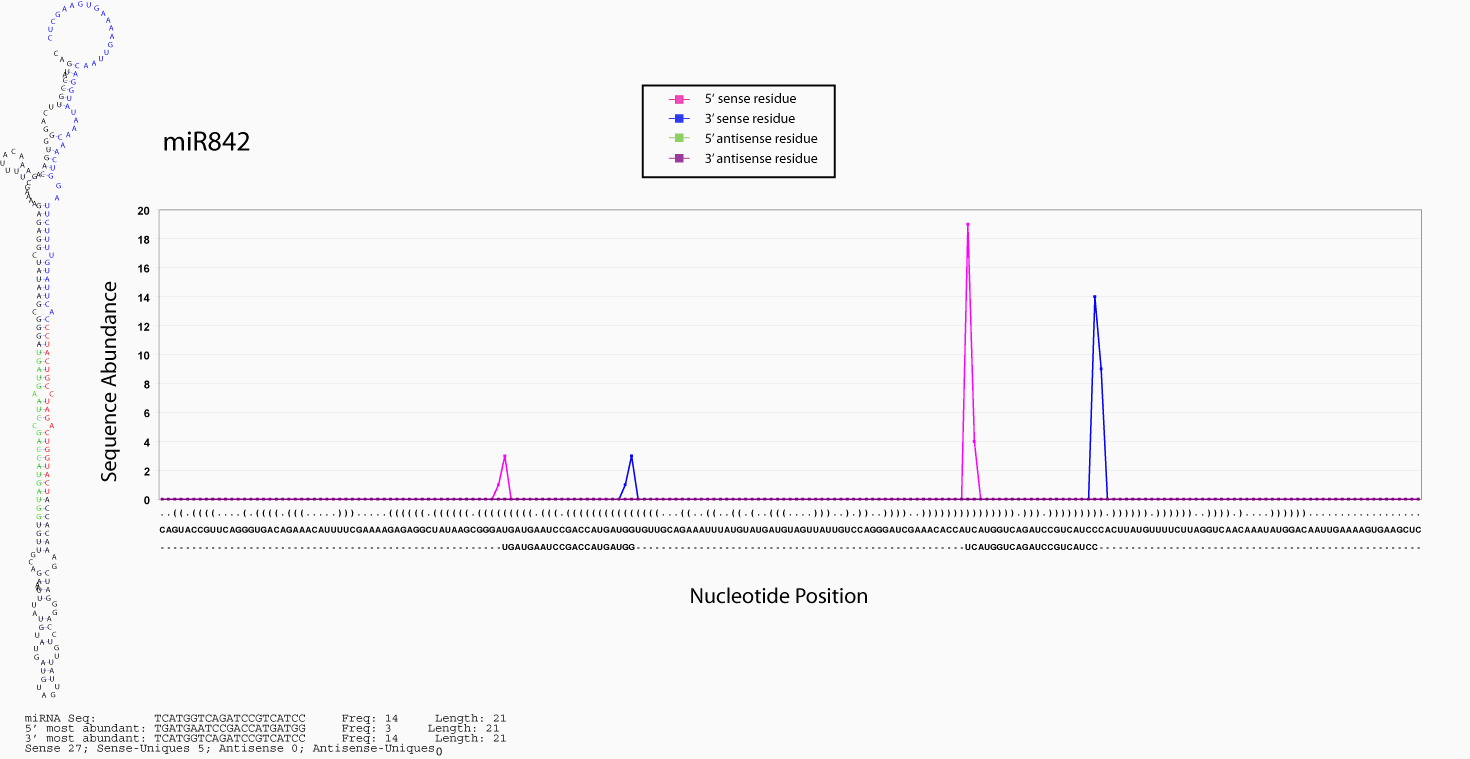 miR842
5’ sense residue
3’ sense residue
5’ antisense residue
3’ antisense residue
Sequence Abundance
20
18
16
14
12
10
8
6
4
2
0
CAGUACCGUUCAGGGUGACAGAAACAUUUUCGAAAAGAGAGGCUAUAAGCGGGAUGAUGAAUCCGACCAUGAUGGUGUUGCAGAAAUUUAUGUAUGAUGUAGUUAUUGUCCAGGGAUCGAAACACCAUCAUGGUCAGAUCCGUCAUCCCACUUAUGUUUUCUUAGGUCAACAAAUAUGGACAAUUGAAAAGUGAAGCUC
UGAUGAAUCCGACCAUGAUGG UCAUGGUCAGAUCCGUCAUCC
Nucleotide Position
miRNA Seq: TCATGGTCAGATCCGTCATCC Freq: 14 Length: 21
5’ most abundant: TGATGAATCCGACCATGATGG Freq: 3 Length: 21
3’ most abundant: TCATGGTCAGATCCGTCATCC Freq: 14 Length: 21
Sense 27; Sense-Uniques 5; Antisense 0; Antisense-Uniques 0